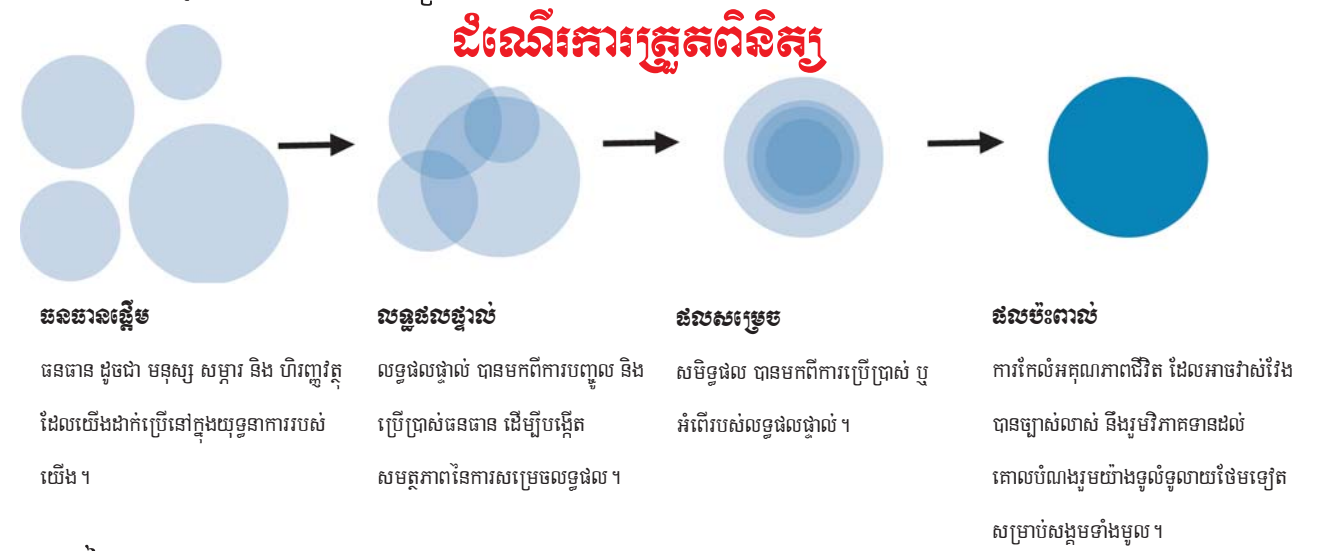 ដំណើរការត្រួតពិនិត្យ
ធនធានផ្តើម
ធនធាន ដូចជា មនុស្ស សម្ភារ និង ហិរញ្ញវត្ថុ
ដែលយើងដាក់ប្រើនៅក្នុងយុទ្ធនាការរបស់
យើង។
លទ្ធផលផ្ទាល់
លទ្ធផលផ្ទាល់ បានមកពីការបញ្ចូល និង
ប្រើប្រាស់ធនធាន ដើម្បីបង្កើត
សមត្ថភាពនៃការសម្រេចលទ្ធផល។
ផលសម្រេច
សមិទ្ធផល បានមកពីការប្រើប្រាស់ ឬ
អំពើរបស់លទ្ធផលផ្ទាល់។
ផលប៉ះពាល់
ការកែលំអគុណភាពជីវិត ដែលអាចវាស់វែង
បានច្បាស់លាស់ នឹងរួមវិភាគទានដល់
គោលបំណងរួមយ៉ាងទូលំទូលាយថែមទៀត
សម្រាប់សង្គមទាំងមូល។